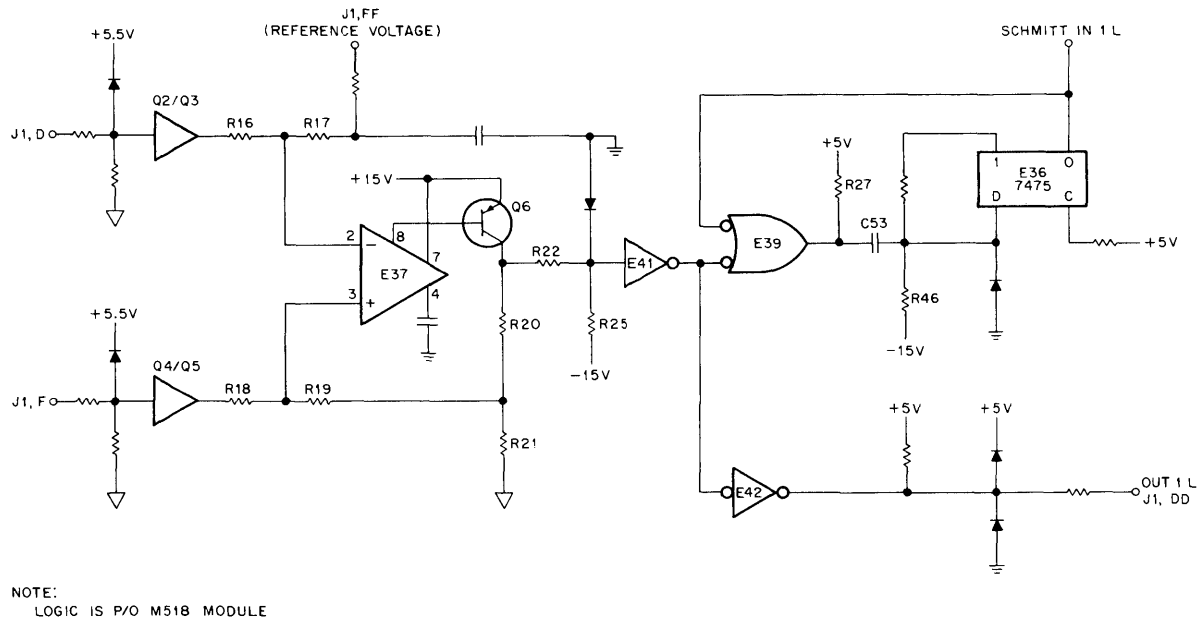 J1,FF
(REFERENCE VOLTAGE)
+5.5V
SCHMITT IN 1 L
Q2/Q3
J1, D
R16
R17
+5V
1
0
E36
7475
D
C
+15V
R27
Q6
C53
2
−
8
E39
+5V
7
E37
R22
E41
4
3
+
R46
+5.5V
R20
R25
-15V
-15V
Q4/Q5
R18
R19
J1, F
+5V
+5V
R21
E42
OUT 1 L
J1, DD
NOTE:
LOGIC IS P/O M518 MODULE